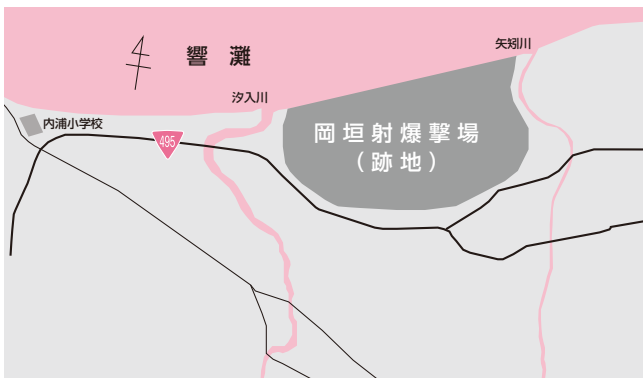 響灘
矢矧川
汐入川
内浦小学校
495
岡垣射爆撃場
（跡地）